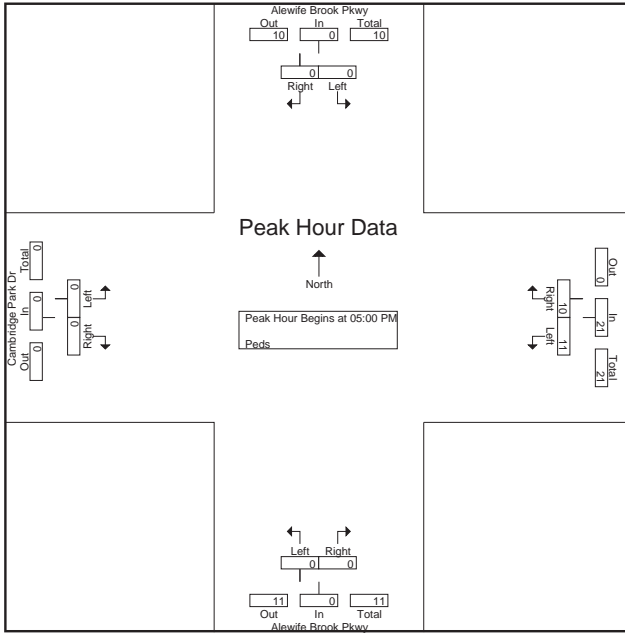 Alewife Brook Pkwy
Out In Total
10 0 10
0 0
Right Left
Peak Hour Data
North
Peak Hour Begins at 05:00 PM
Peds
Cambridge Park Dr
Out In Total
0 0 0
Right Left
0 0
Out In Total
0 21 21
Right Left
10 11
Left Right
0 0
11 0 11
Out In Total
Alewife Brook Pkwy